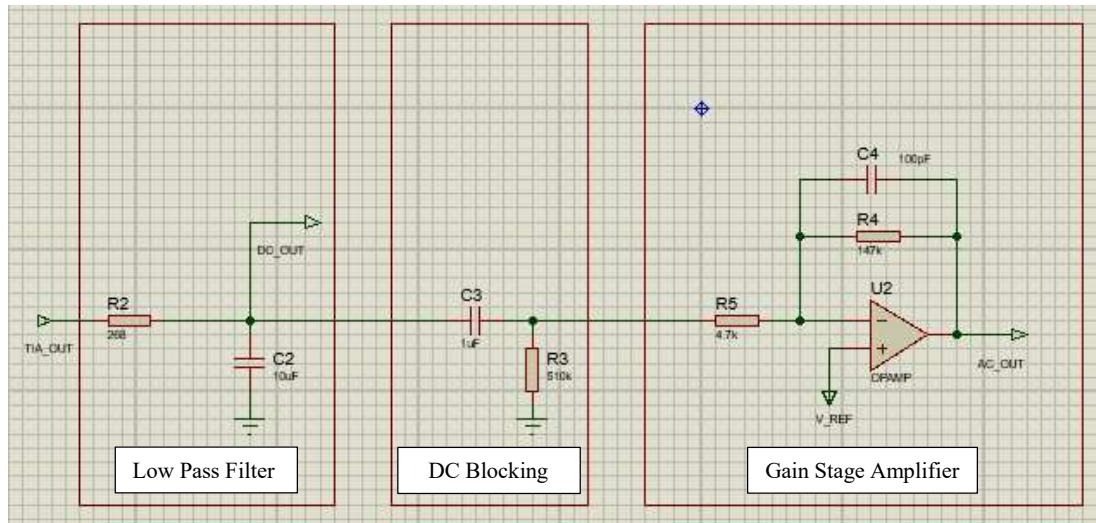 C4
100pF
R4
147k
DC_OUT
U2
R2
268
TIA_OUT
C2
10uF
C3
1uF
R3
510k
R5
4.7k
OPAMP
V_REF
AC_OUT
Low Pass Filter
DC Blocking
Gain Stage Amplifier